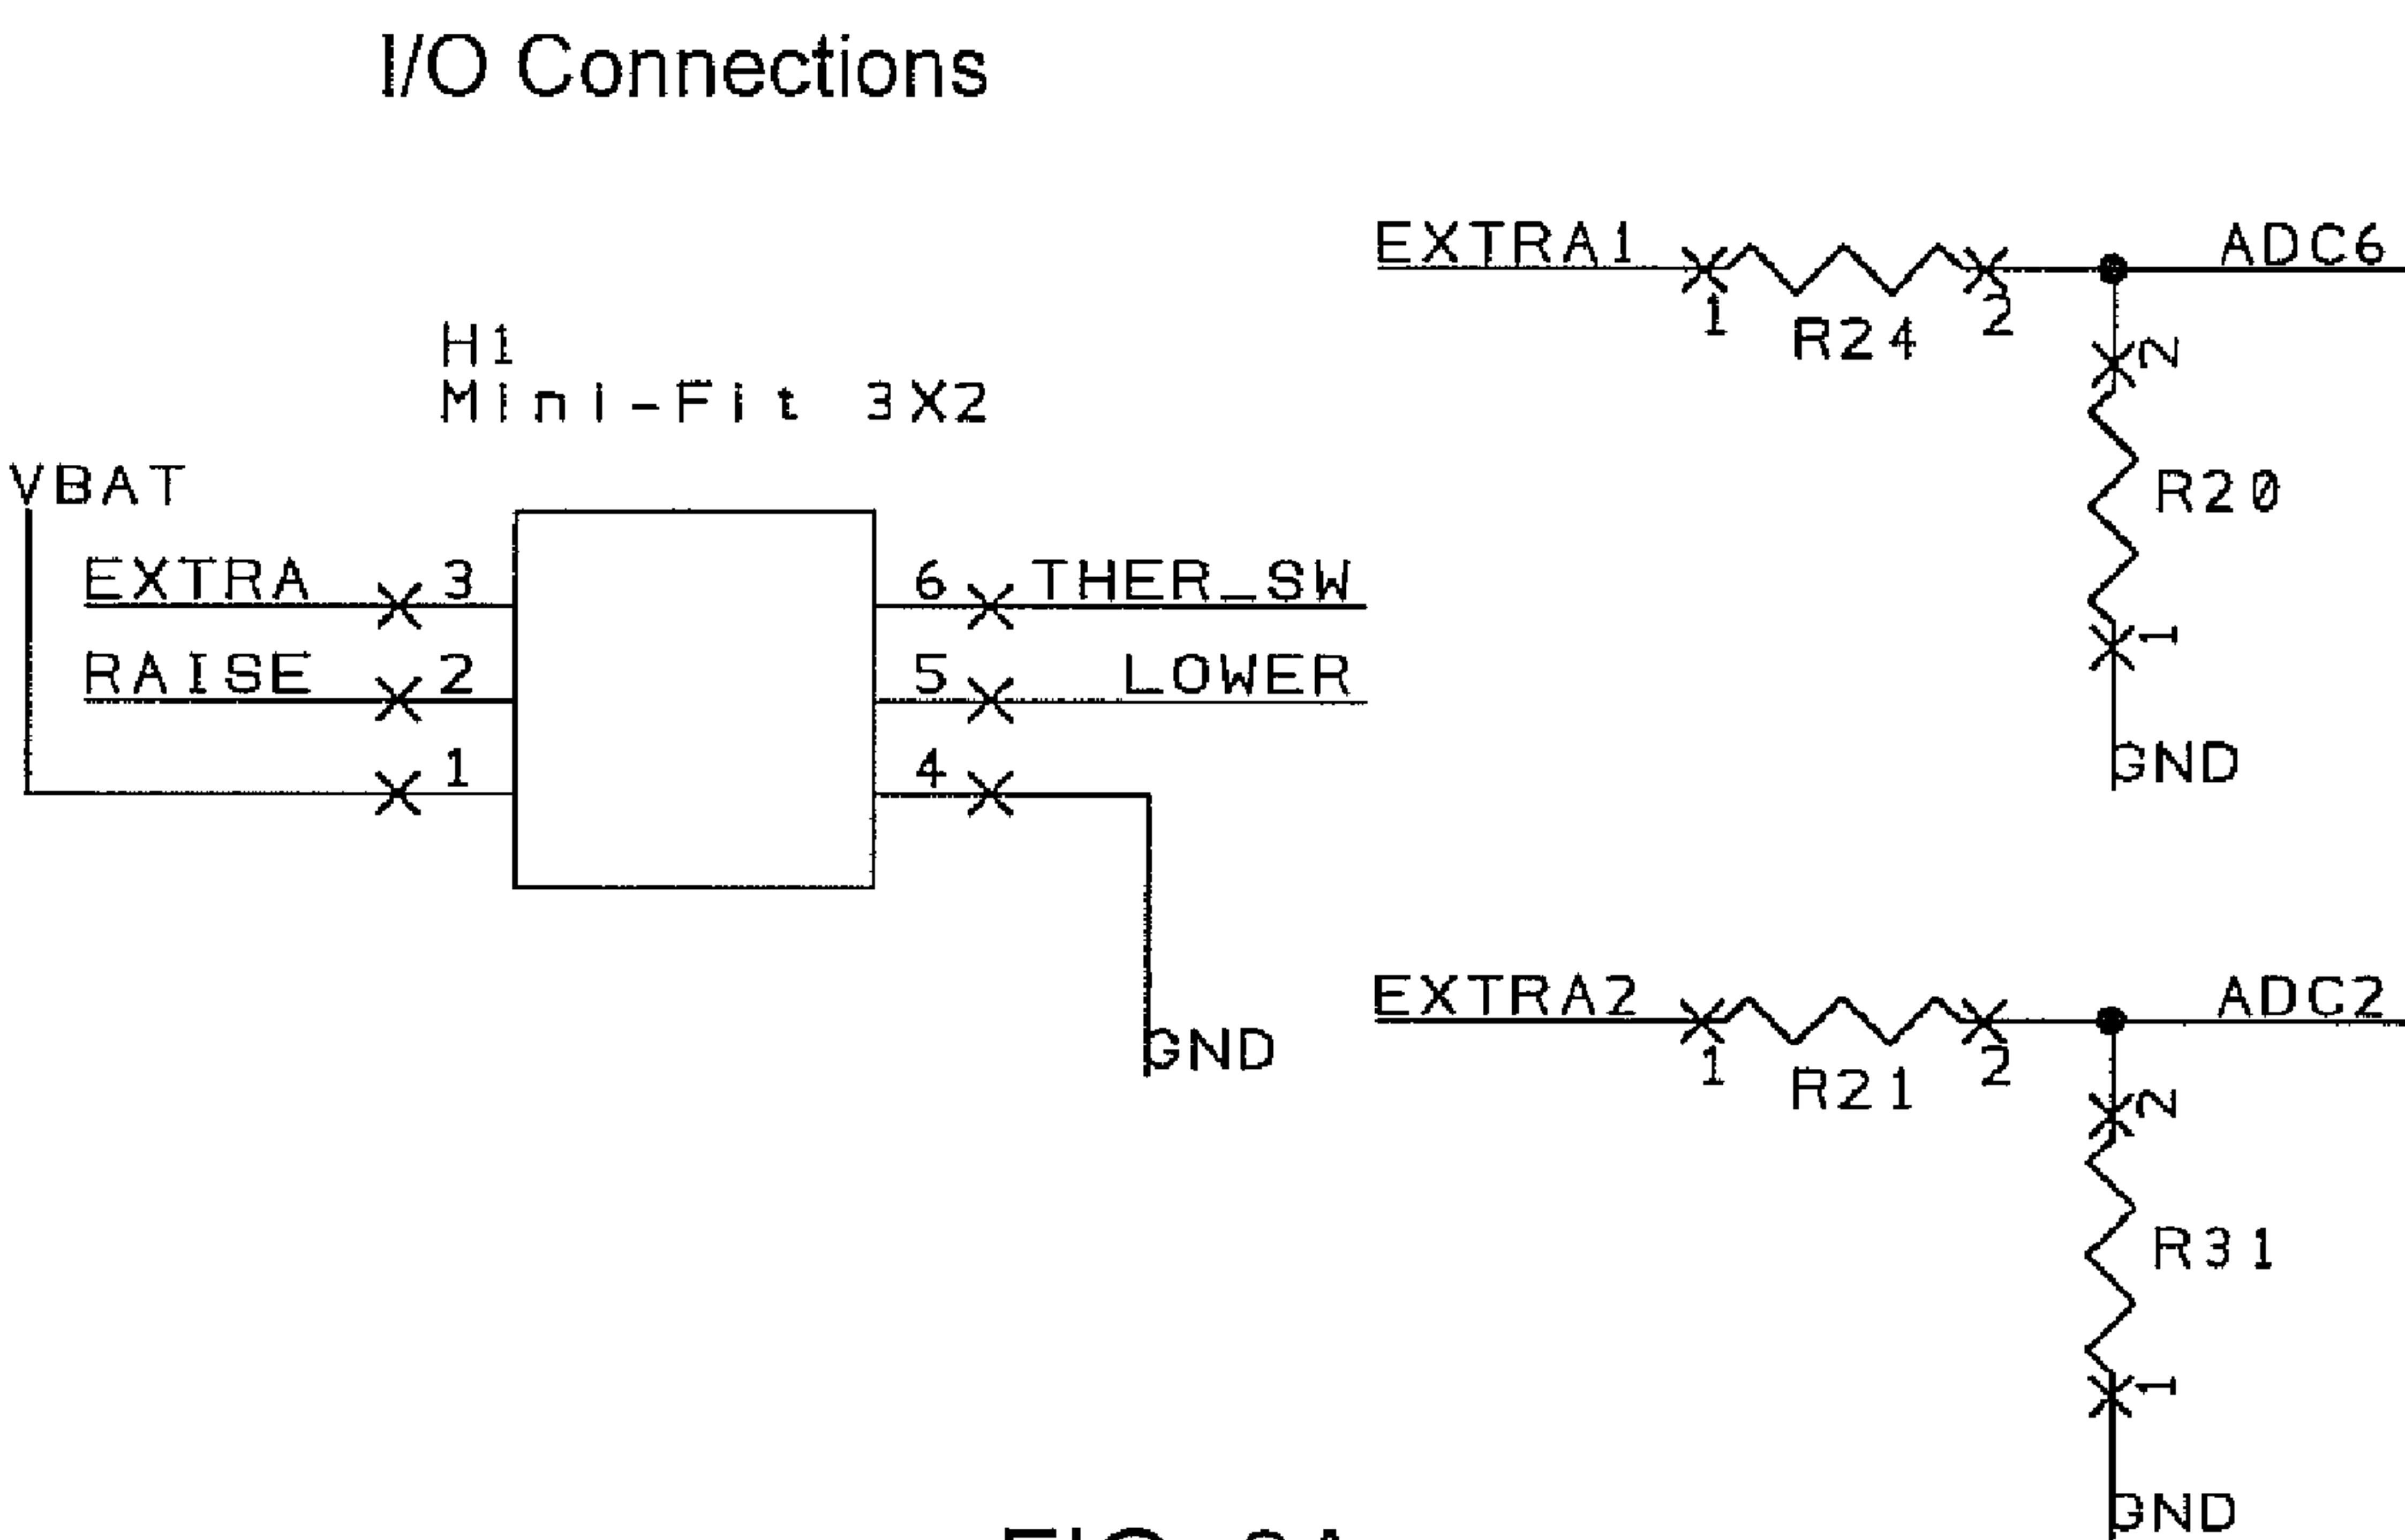 I/O Connections
H1
Mini-Fit 3X2
VBAT
EXTRA 3
RAISE 2
1
6 THER_SW
5 LOWER
4
GND
EXTRA1
1 R24 2
ADC6
2
R20
1
GND
EXTRA2
1 R21 2
ADC2
2
R31
1
GND